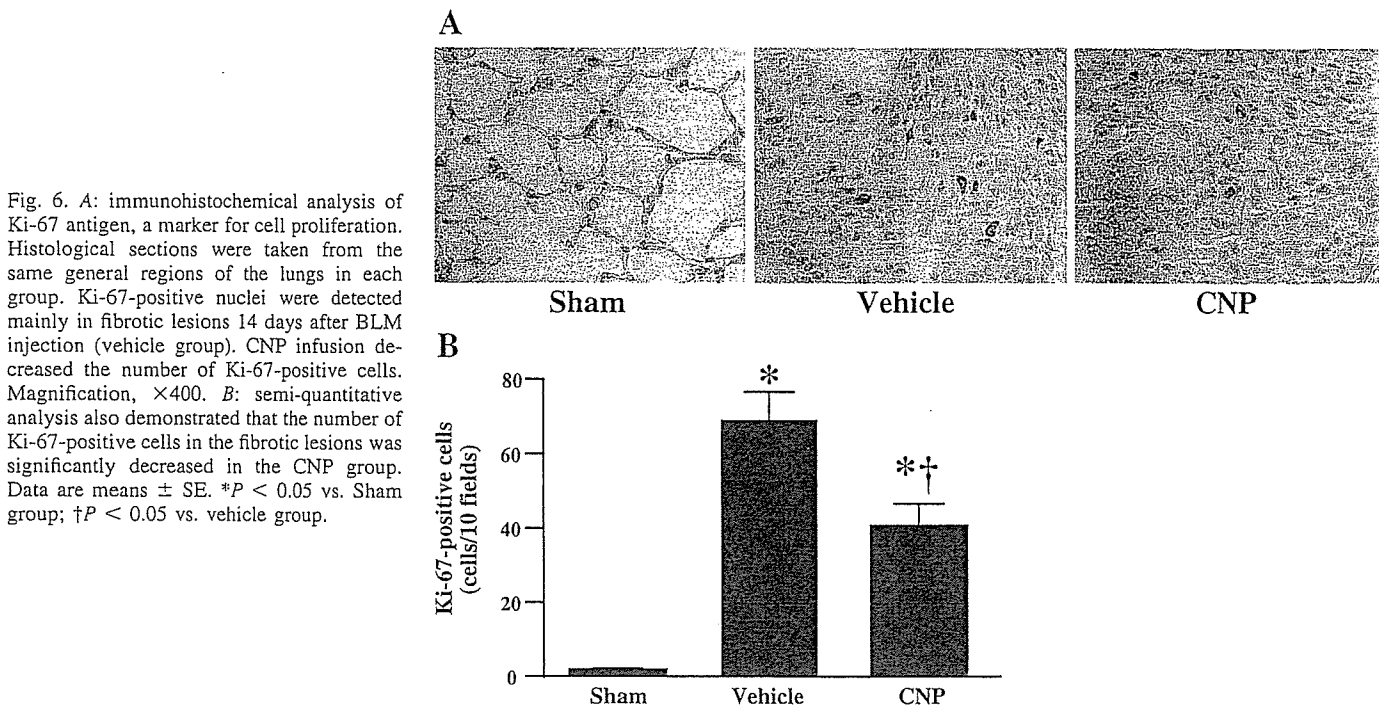 Fig. 6. A: immunohistochemical analysis of
Ki-67 antigen, a marker for cell proliferation.
Histological sections were taken from the
same general regions of the lungs in each
group. Ki-67-positive nuclei were detected
mainly in fibrotic lesions 14 days after BLM
injection (vehicle group). CNP infusion de-
creased the number of Ki-67-positive cells.
Magnification, ×400. B: semi-quantitative
analysis also demonstrated that the number of
Ki-67-positive cells in the fibrotic lesions was
significantly decreased in the CNP group.
Data are means ± SE. *P < 0.05 vs. Sham
group; †P < 0.05 vs. vehicle group.
A
Sham Vehicle CNP
B
Ki-67-positive cells
(cells/10 fields)
80
60
40
20
0
*
*†
Sham Vehicle CNP